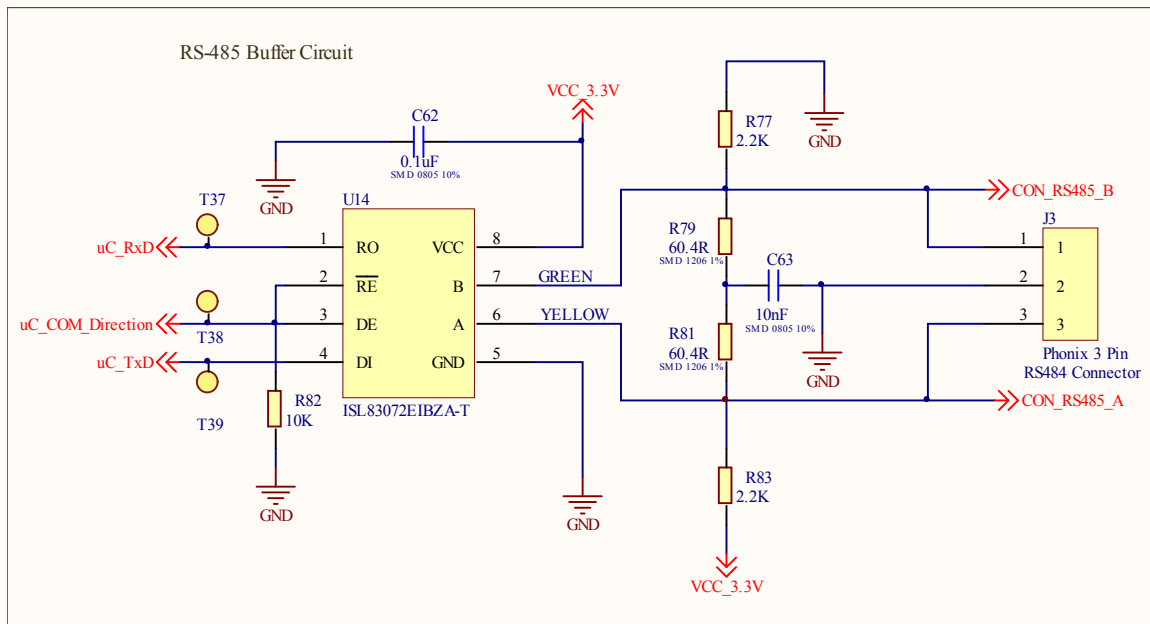 RS-485 Buffer Circuit
VCC_3.3V
C62
0.1uF
SMD 0805 10%
GND
R77
2.2K
GND
T37
U14
uC_RxD
1
RO
VCC
8
CON_RS485_B
J3
R79
60.4R
SMD 1206 1%
1
1
2
RE
B
7
GREEN
C63
10nF
SMD 0805 10%
2
2
uC_COM_Direction
T38
3
DE
A
6
YELLOW
R81
60.4R
SMD 1206 1%
3
3
uC_TxD
4
DI
GND
5
GND
Phonix 3 Pin
RS484 Connector
T39
R82
10K
ISL83072EIBZA-T
CON_RS485_A
GND
GND
R83
2.2K
VCC_3.3V